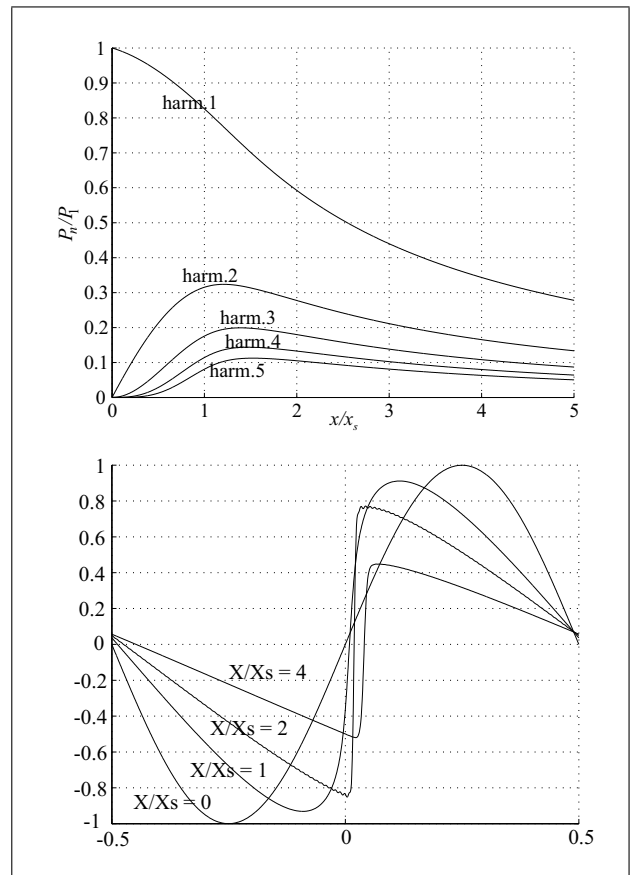 1
0.9
harm.1
0.8
0.7
0.6
Pn/P1
0.5
0.4
harm.2
0.3
harm.3
0.2
harm.4
0.1
harm.5
0
0 1 2 3 4 5
x/xs
1
0.8
0.6
0.4
0.2
0
X/Xs = 4
-0.2
X/Xs = 2
-0.4
X/Xs = 1
-0.6
X/Xs = 0
-0.8
-1
-0.5 0 0.5